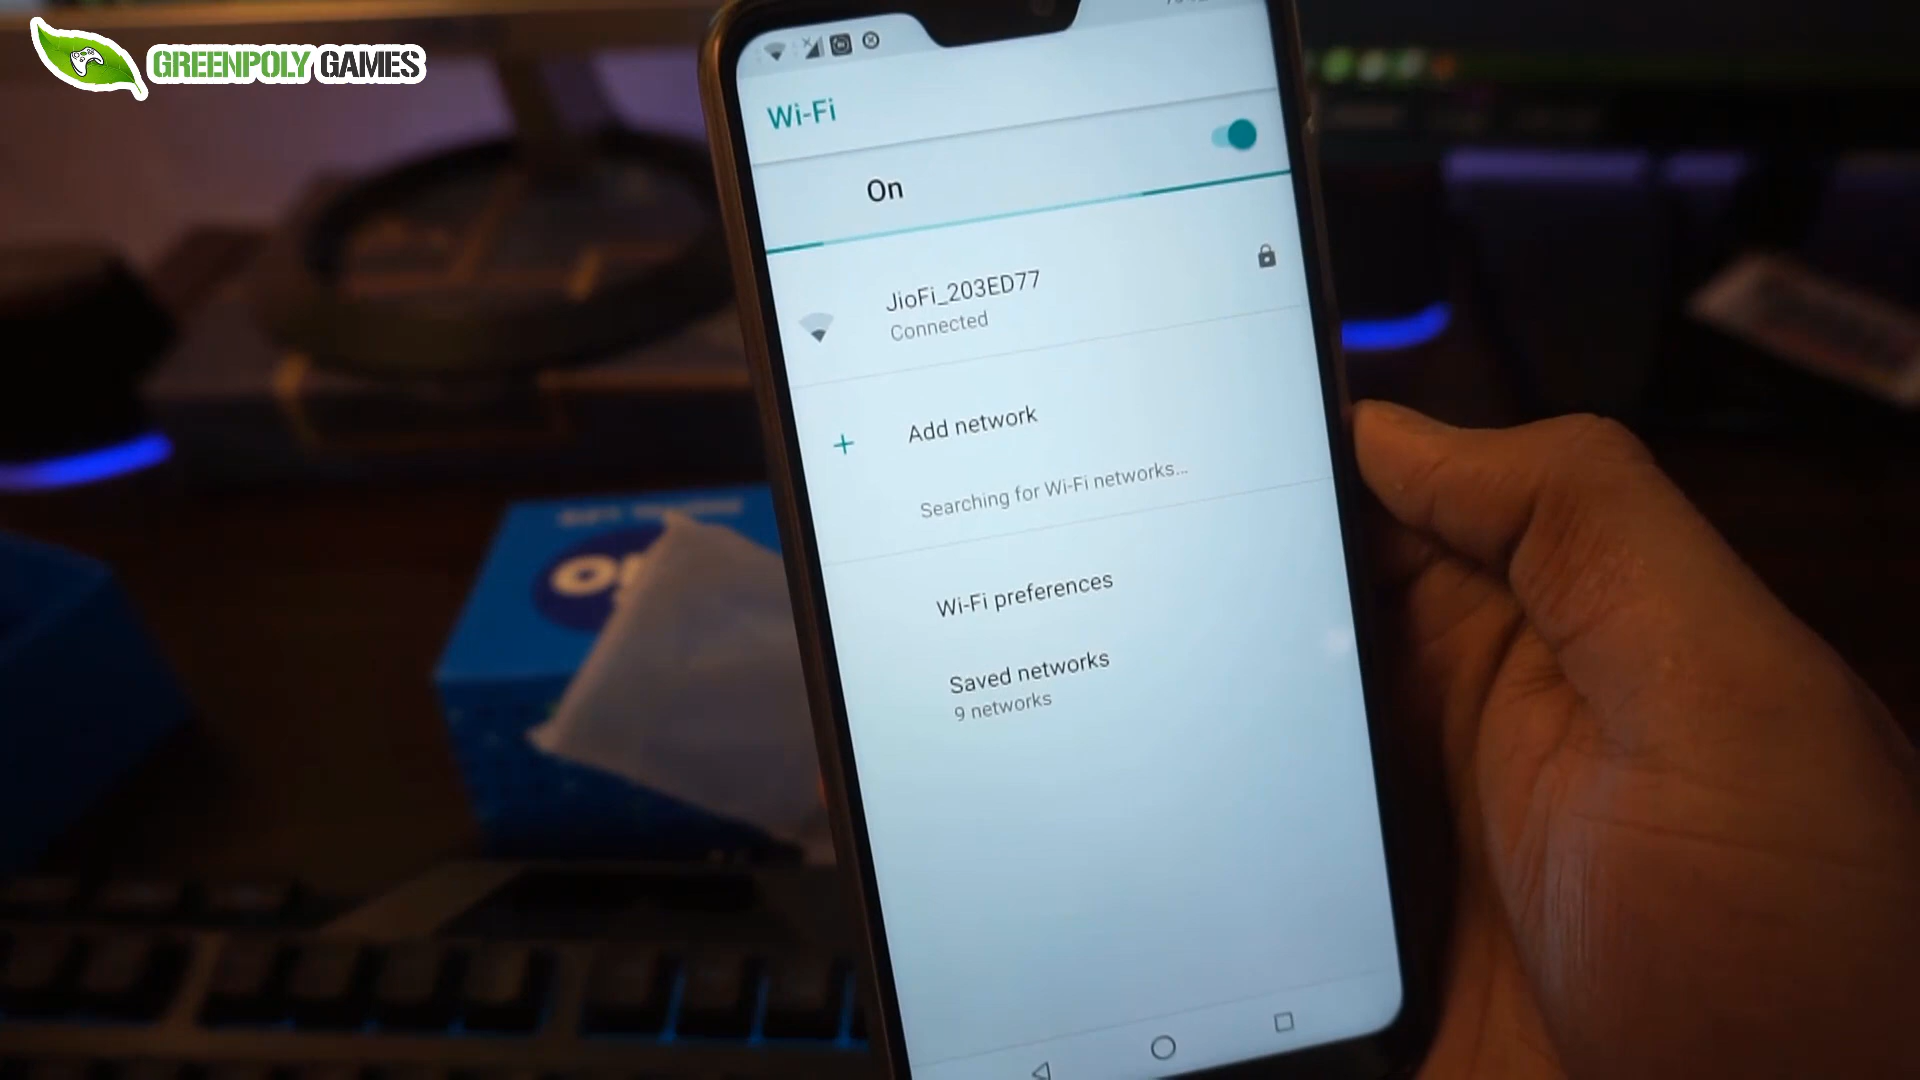 GREENPOLY GAMES
Wi-Fi
On
JioFi_203ED77
Connected
Add network
Searching for Wi-Fi networks...
Wi-Fi preferences
Saved networks
9 networks